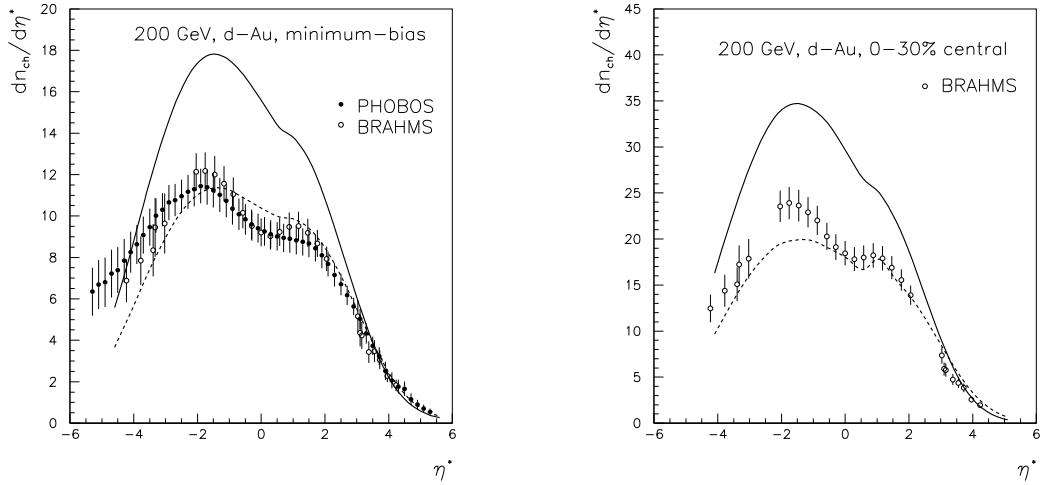 dn_ch/dη*
200 GeV, d−Au, minimum−bias
PHOBOS
BRAHMS
20
18
16
14
12
10
8
6
4
2
0
−6 −4 −2 0 2 4 6
η*
dn_ch/dη*
200 GeV, d−Au, 0−30% central
BRAHMS
45
40
35
30
25
20
15
10
5
0
−6 −4 −2 0 2 4 6
η*